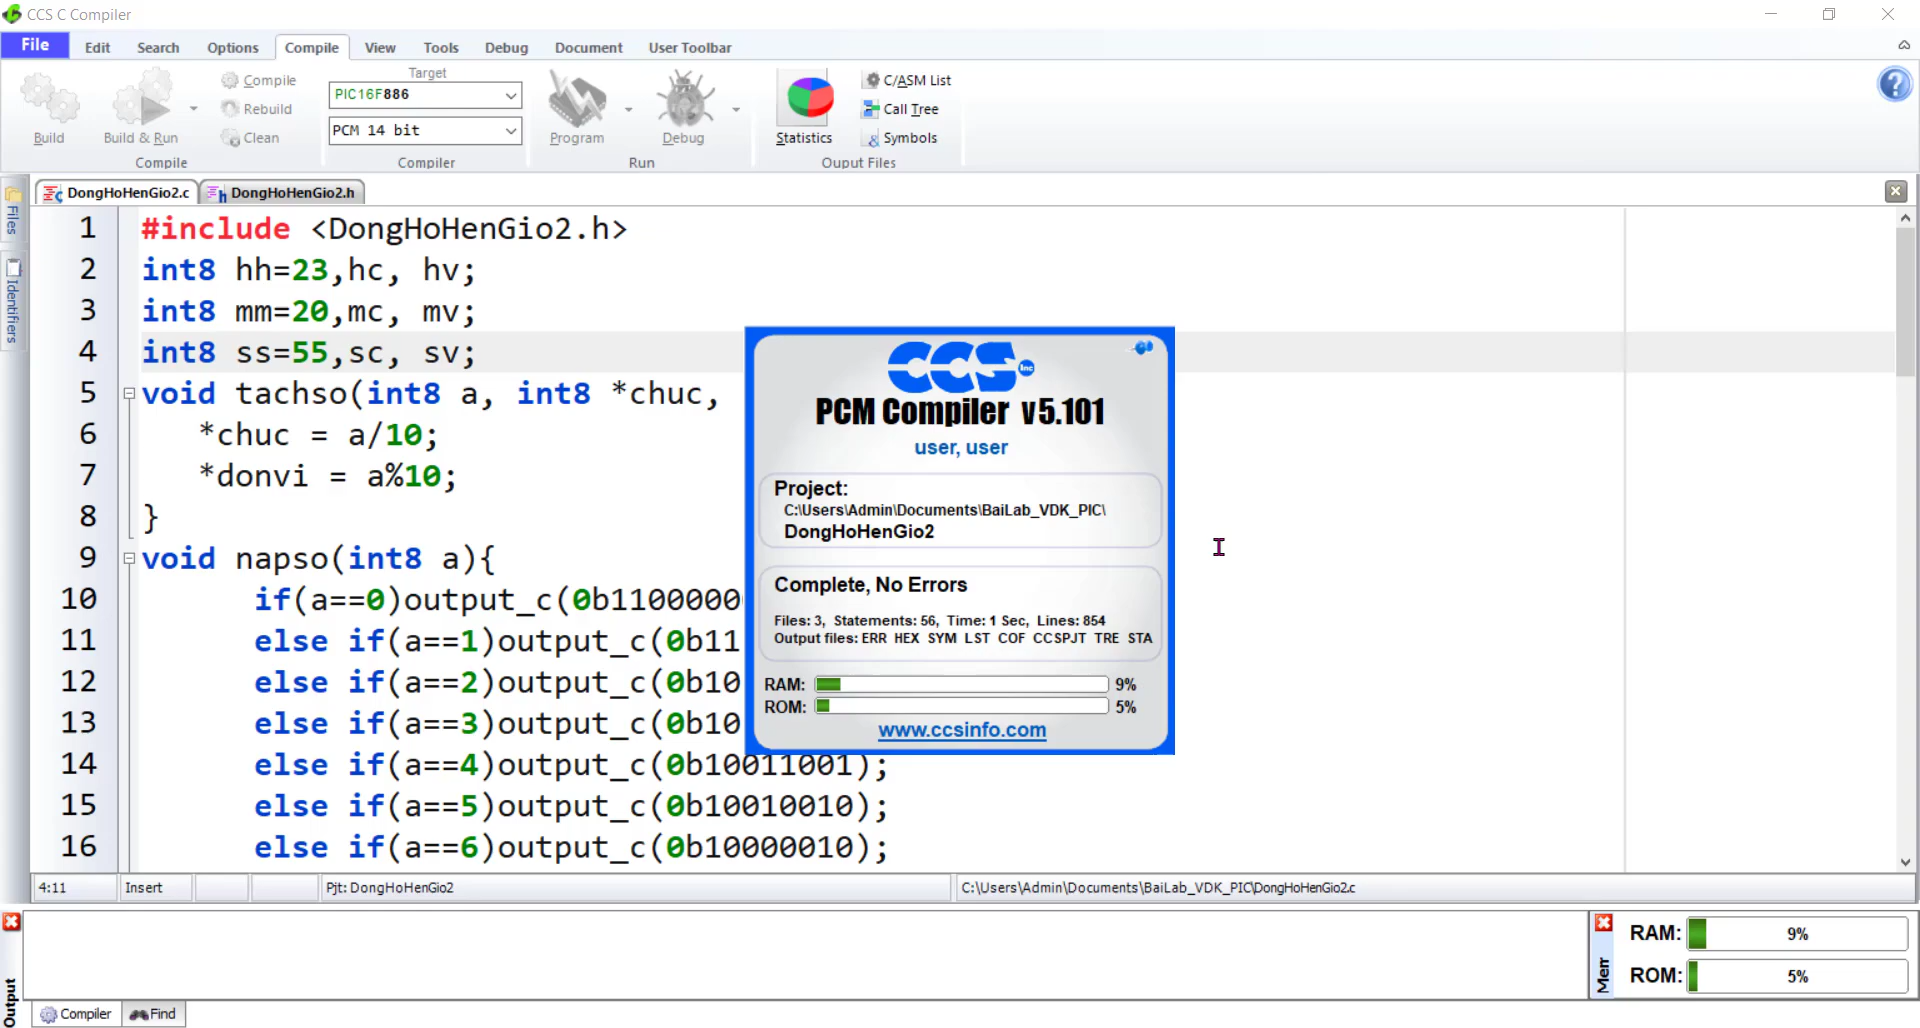 CCS C Compiler
File Edit Search Options Compile View Tools Debug Document User Toolbar
Build
Build & Run
Compile
Rebuild
Clean
Compile
Target
PIC16F886
PCM 14 bit
Compiler
Program
Debug
Run
Statistics
C/ASM List
Call Tree
Symbols
Ouput Files
Files
Identifiers
DongHoHenGio2.c DongHoHenGio2.h
1 #include <DongHoHenGio2.h>
2 int8 hh=23,hc, hv;
3 int8 mm=20,mc, mv;
4 int8 ss=55,sc, sv;
5 void tachso(int8 a, int8 *chuc,
6 *chuc = a/10;
7 *donvi = a%10;
8 }
9 void napso(int8 a){
10 if(a==0)output_c(0b1100000
11 else if(a==1)output_c(0b11
12 else if(a==2)output_c(0b10
13 else if(a==3)output_c(0b10
14 else if(a==4)output_c(0b10011001);
15 else if(a==5)output_c(0b10010010);
16 else if(a==6)output_c(0b10000010);
CCS Inc
PCM Compiler v5.101
user, user
Project:
C:\Users\Admin\Documents\BaiLab_VDK_PIC\
DongHoHenGio2
Complete, No Errors
Files: 3, Statements: 56, Time: 1 Sec, Lines: 854
Output files: ERR HEX SYM LST COF CCSPJT TRE STA
RAM: 9%
ROM: 5%
www.ccsinfo.com
4:11 Insert Pjt: DongHoHenGio2 C:\Users\Admin\Documents\BaiLab_VDK_PIC\DongHoHenGio2.c
Output
Compiler Find
RAM: 9%
ROM: 5%